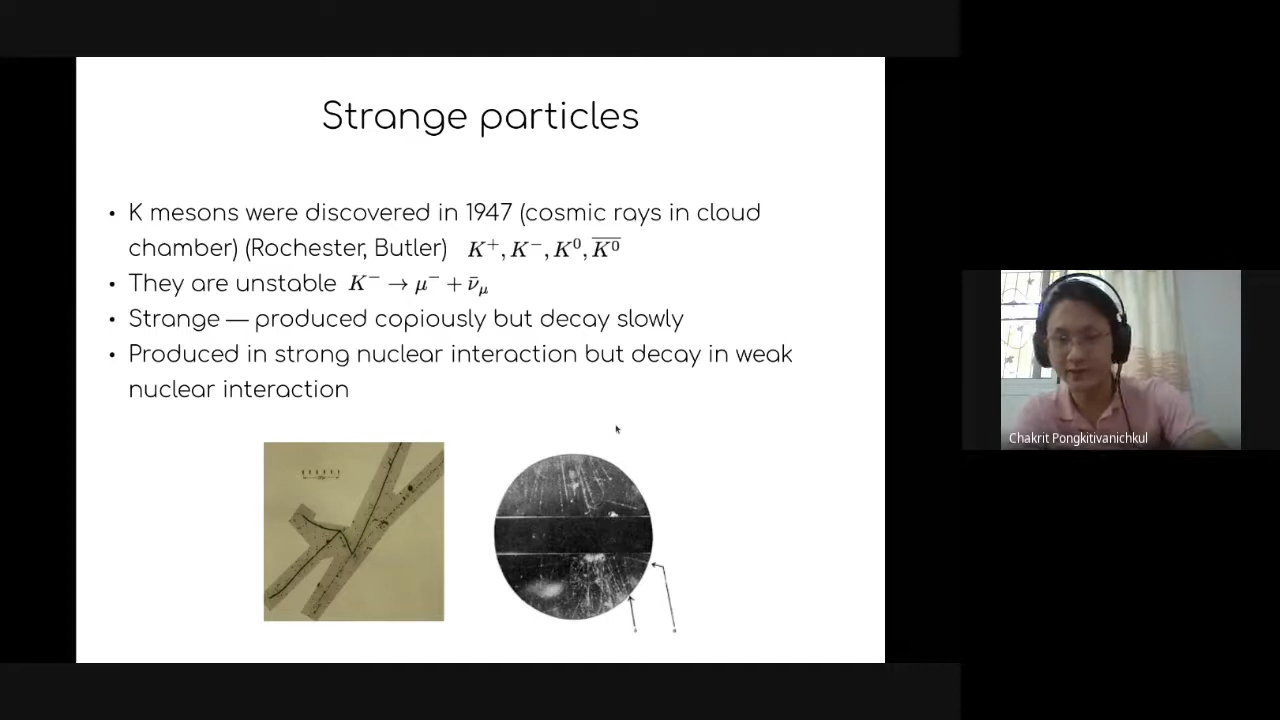 Strange particles
• K mesons were discovered in 1947 (cosmic rays in cloud
chamber) (Rochester, Butler) K⁺, K⁻, K⁰, K̅⁰
• They are unstable K⁻ → μ⁻ + ν̄_μ
• Strange — produced copiously but decay slowly
• Produced in strong nuclear interaction but decay in weak
nuclear interaction
Chakrit Pongkitivanichkul